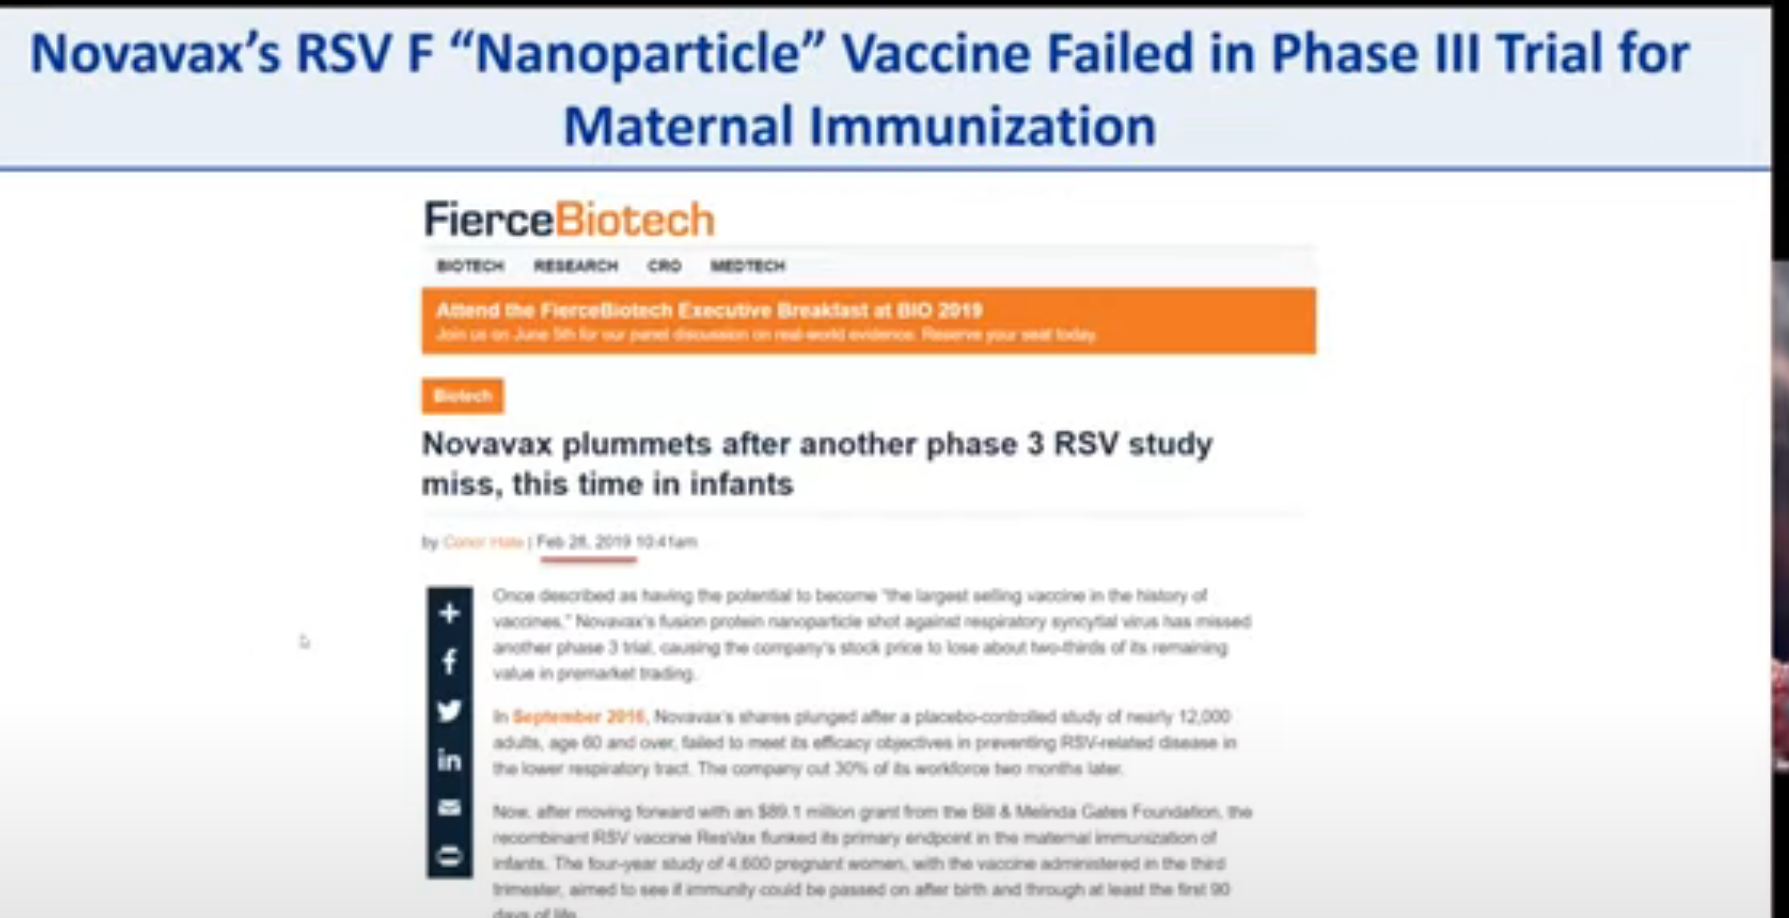 Novavax's RSV F “Nanoparticle” Vaccine Failed in Phase III Trial for
Maternal Immunization
FierceBiotech
BIOTECH RESEARCH CRO MEDTECH
Attend the FierceBiotech Executive Breakfast at BIO 2019
Join us on June 5th for our panel discussion on real-world evidence. Reserve your seat today.
Biotech
Novavax plummets after another phase 3 RSV study
miss, this time in infants
by Conor Hale | Feb 28, 2019 10:41am
Once described as having the potential to become "the largest selling vaccine in the history of
vaccines," Novavax's fusion protein nanoparticle shot against respiratory syncytial virus has missed
another phase 3 trial, causing the company's stock price to lose about two-thirds of its remaining
value in premarket trading.
In September 2016, Novavax's shares plunged after a placebo-controlled study of nearly 12,000
adults, age 60 and over, failed to meet its efficacy objectives in preventing RSV-related disease in
the lower respiratory tract. The company cut 30% of its workforce two months later.
Now, after moving forward with an $89.1 million grant from the Bill & Melinda Gates Foundation, the
recombinant RSV vaccine ResVax flunked its primary endpoint in the maternal immunization of
infants. The four-year study of 4,600 pregnant women, with the vaccine administered in the third
trimester, aimed to see if immunity could be passed on after birth and through at least the first 90
days of life.